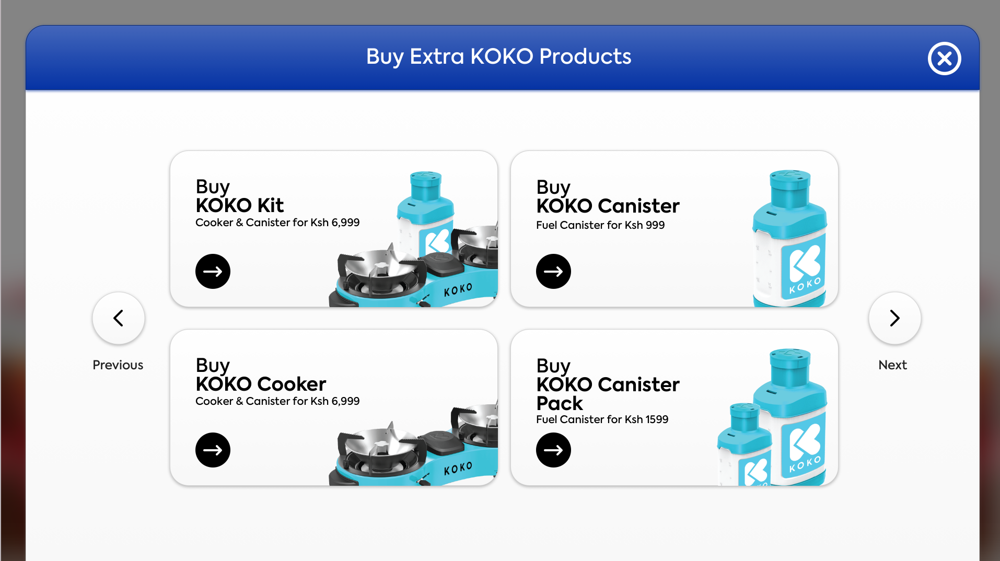 Buy Extra KOKO Products
Buy
KOKO Kit
Cooker & Canister for Ksh 6,999
KOKO
Buy
KOKO Canister
Fuel Canister for Ksh 999
KOKO
Previous
Next
Buy
KOKO Cooker
Cooker & Canister for Ksh 6,999
KOKO
Buy
KOKO Canister
Pack
Fuel Canister for Ksh 1599
KOKO